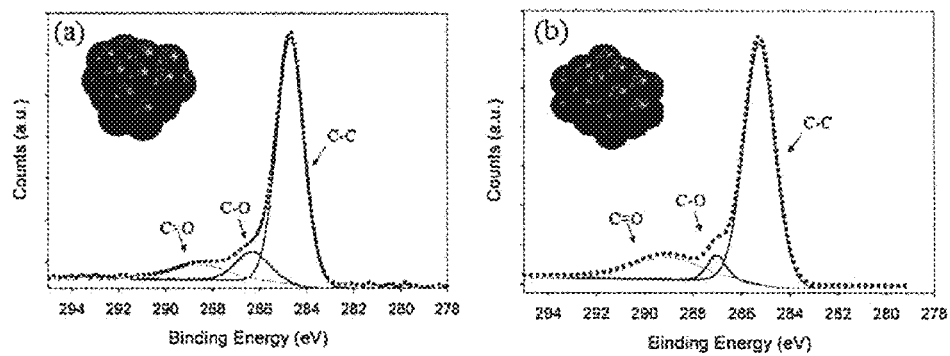 (a)
C-C
C-O
C=O
Counts (a.u.)
294 292 290 288 286 284 282 280 278
Binding Energy (eV)
(b)
C-C
C-O
C=O
Counts (a.u.)
294 292 290 288 286 284 282 280 278
Binding Energy (eV)